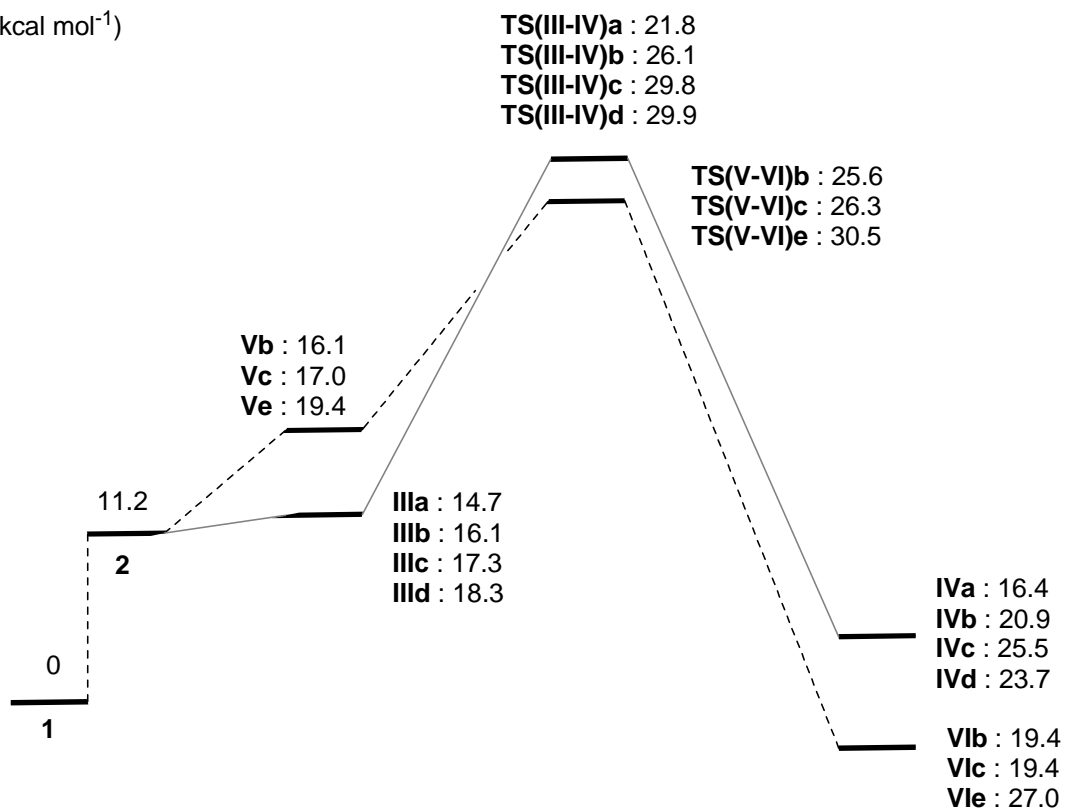 kcal mol-1)
TS(III-IV)a : 21.8
TS(III-IV)b : 26.1
TS(III-IV)c : 29.8
TS(III-IV)d : 29.9
TS(V-VI)b : 25.6
TS(V-VI)c : 26.3
TS(V-VI)e : 30.5
Vb : 16.1
Vc : 17.0
Ve : 19.4
11.2
2
IIIa : 14.7
IIIb : 16.1
IIIc : 17.3
IIId : 18.3
IVa : 16.4
IVb : 20.9
IVc : 25.5
IVd : 23.7
0
1
VIb : 19.4
VIc : 19.4
VIe : 27.0